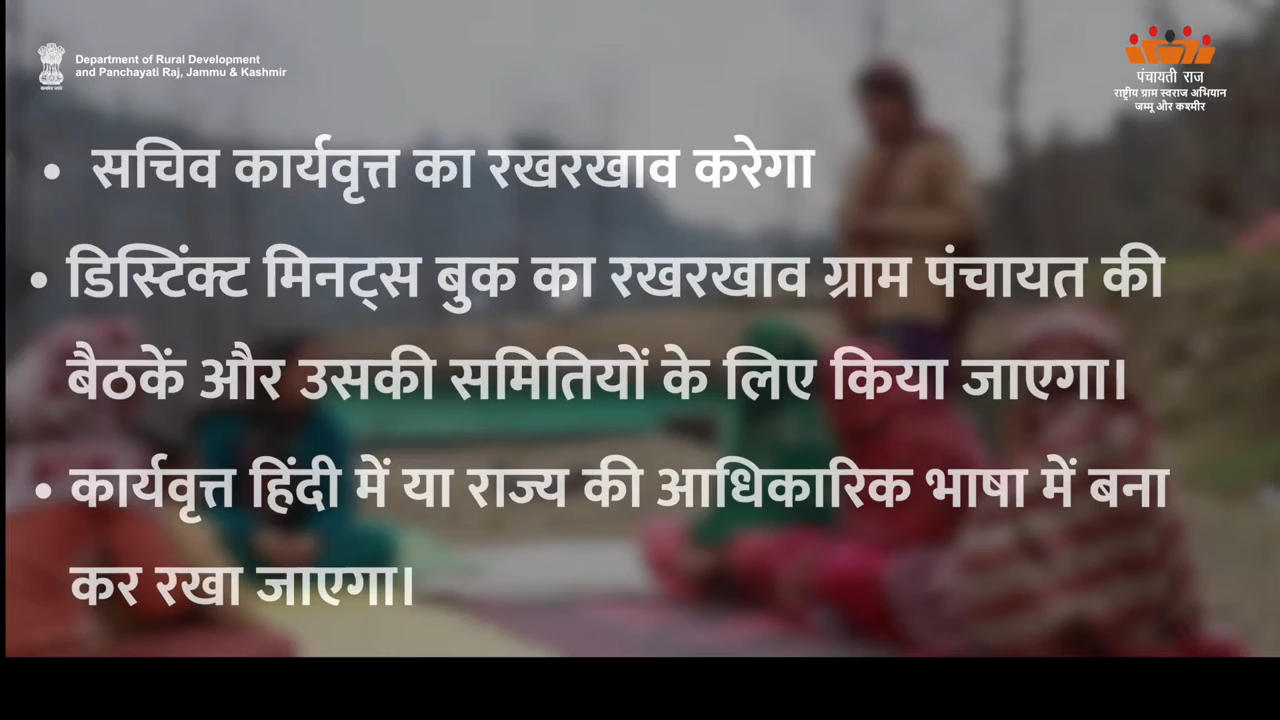 Department of Rural Development
and Panchayati Raj, Jammu & Kashmir
पंचायती राज
राष्ट्रीय ग्राम स्वराज अभियान
जम्मू और कश्मीर
• सचिव कार्यवृत्त का रखरखाव करेगा
• डिस्टिंक्ट मिनट्स बुक का रखरखाव ग्राम पंचायत की
बैठकें और उसकी समितियों के लिए किया जाएगा।
• कार्यवृत्त हिंदी में या राज्य की आधिकारिक भाषा में बना
कर रखा जाएगा।